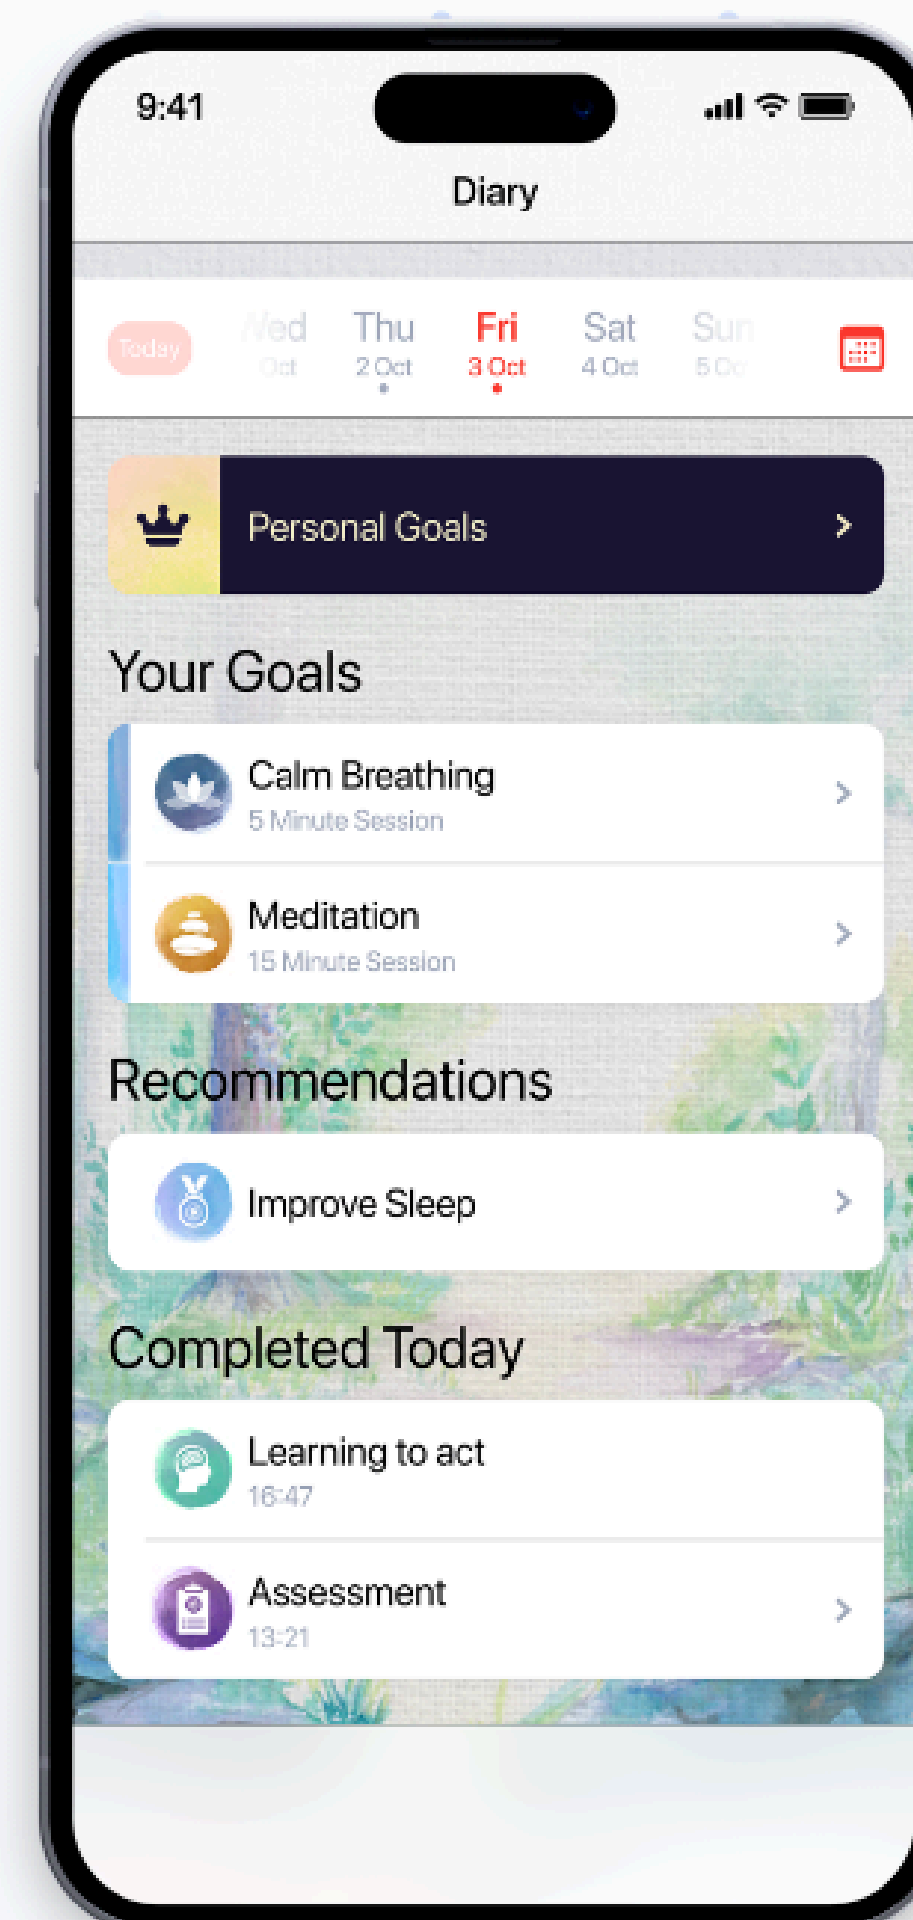 9:41
Diary
Today
Wed Thu Fri Sat Sun
Oct 2 Oct 3 Oct 4 Oct 5 Oct
Personal Goals
Your Goals
Calm Breathing
5 Minute Session
Meditation
15 Minute Session
Recommendations
Improve Sleep
Completed Today
Learning to act
16:47
Assessment
13:21